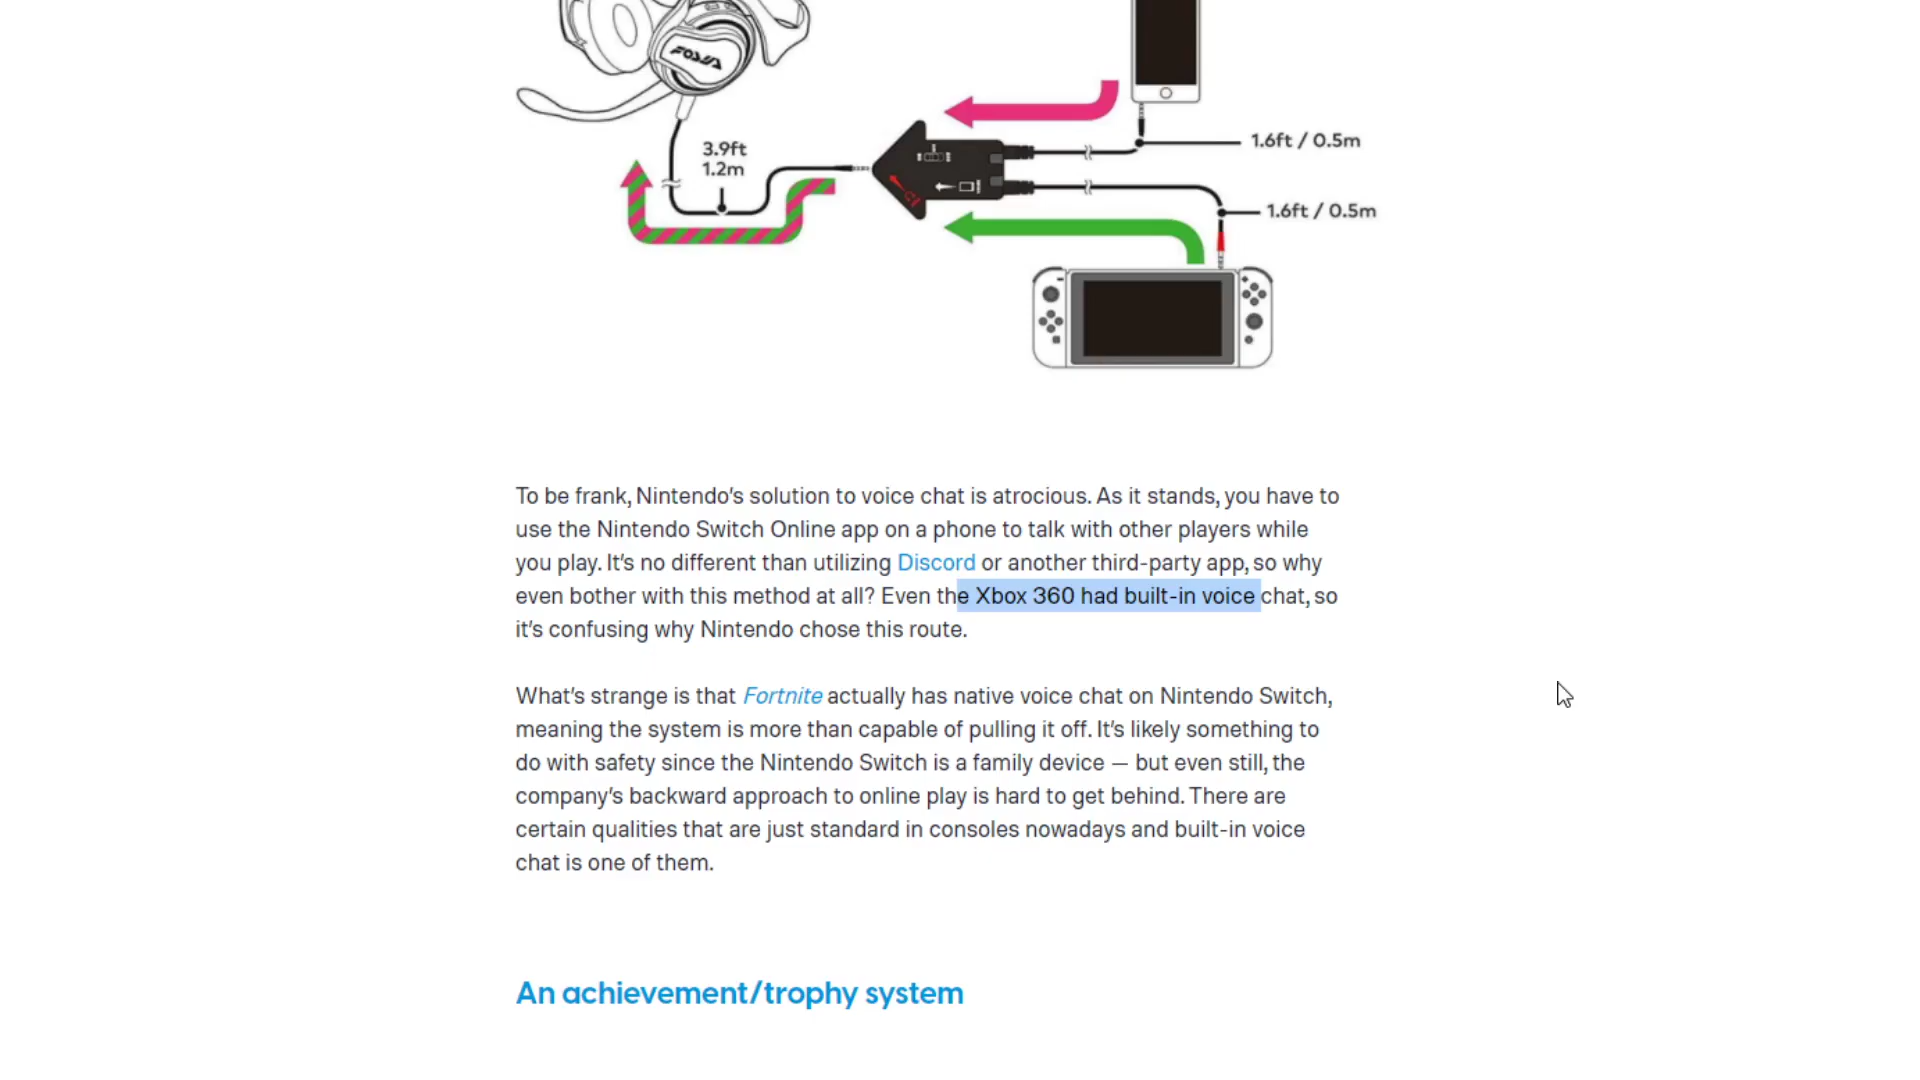 3.9ft
1.2m
1.6ft / 0.5m
1.6ft / 0.5m
To be frank, Nintendo's solution to voice chat is atrocious. As it stands, you have to
use the Nintendo Switch Online app on a phone to talk with other players while
you play. It's no different than utilizing Discord or another third-party app, so why
even bother with this method at all? Even the Xbox 360 had built-in voice chat, so
it's confusing why Nintendo chose this route.
What's strange is that Fortnite actually has native voice chat on Nintendo Switch,
meaning the system is more than capable of pulling it off. It's likely something to
do with safety since the Nintendo Switch is a family device — but even still, the
company's backward approach to online play is hard to get behind. There are
certain qualities that are just standard in consoles nowadays and built-in voice
chat is one of them.
An achievement/trophy system